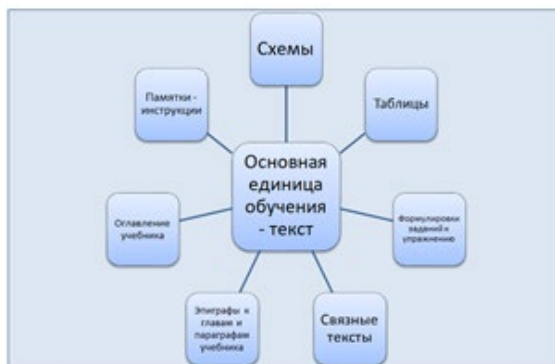 Схемы
Памятки -
инструкции
Таблицы
Основная
единица
обучения
- текст
Оглавление
учебника
Формулировки
заданий к
упражнению
Эпиграфы к
главам и
параграфам
учебника
Связные
тексты